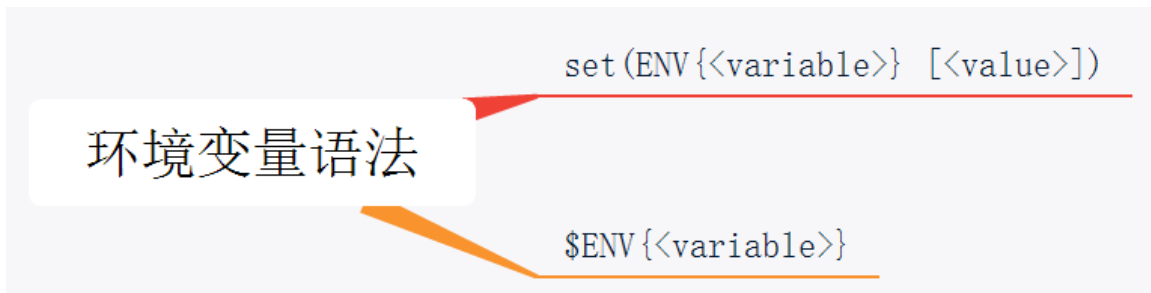 set(ENV{<variable>} [<value>])
环境变量语法
$ENV{<variable>}